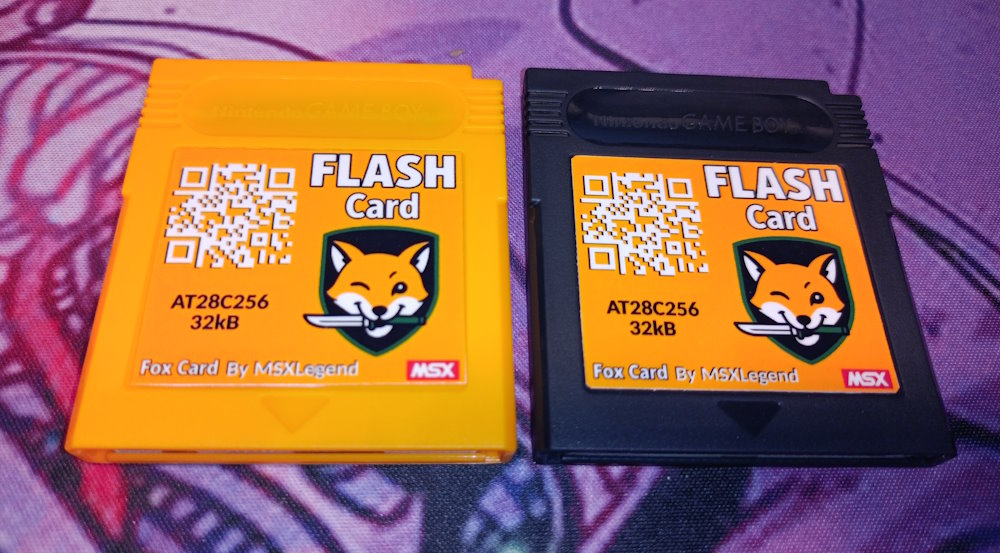 Nintendo GAME BOY
FLASH
Card
AT28C256
32kB
Fox Card By MSXLegend
MSX
Nintendo GAME BOY
FLASH
Card
AT28C256
32kB
Fox Card By MSXLegend
MSX